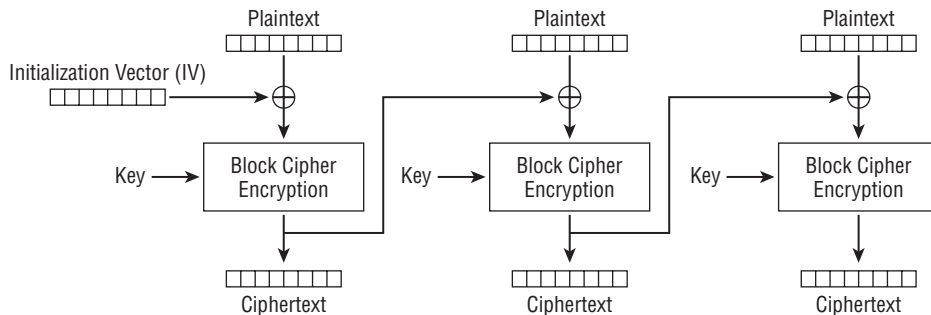 Plaintext
Plaintext
Plaintext
Initialization Vector (IV)
Key
Block Cipher
Encryption
Key
Block Cipher
Encryption
Key
Block Cipher
Encryption
Ciphertext
Ciphertext
Ciphertext